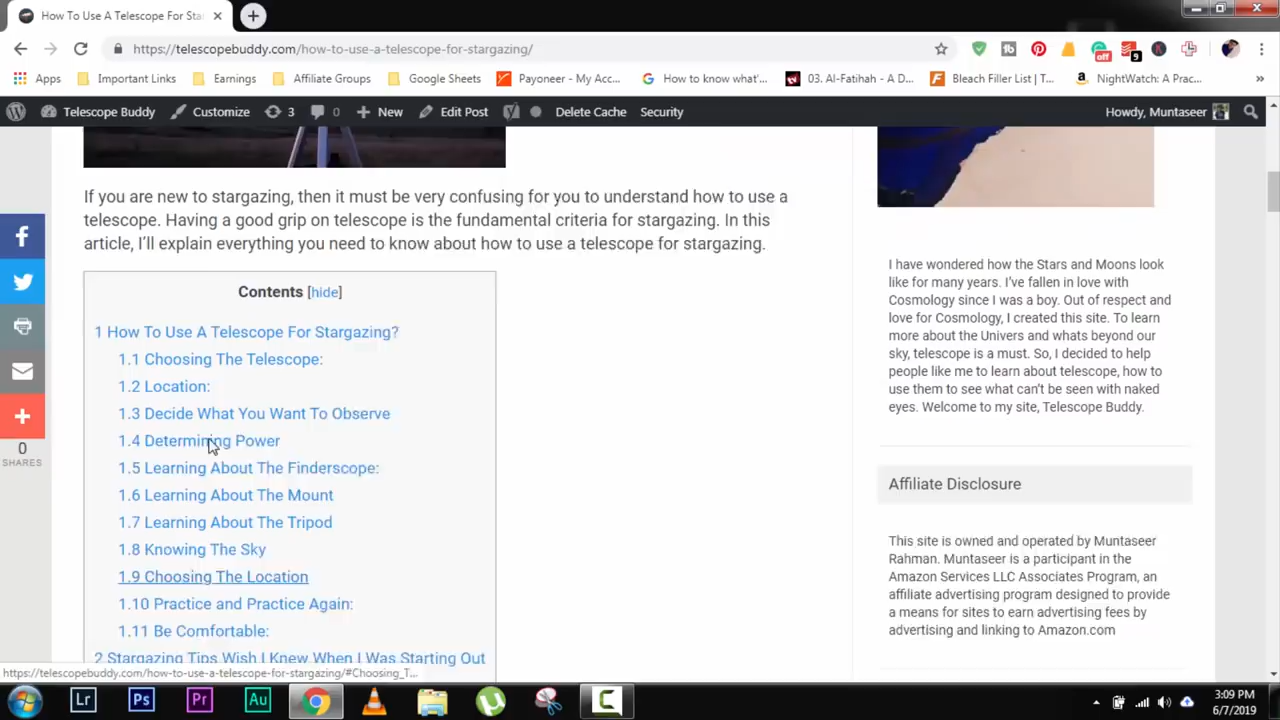 How To Use A Telescope For Star
https://telescopebuddy.com/how-to-use-a-telescope-for-stargazing/
off
9
Apps
Important Links
Earnings
Affiliate Groups
Google Sheets
Payoneer - My Acc...
How to know what'...
03. Al-Fatihah - A D...
Bleach Filler List | T...
NightWatch: A Prac...
»
Telescope Buddy
Customize
3
0
New
Edit Post
Delete Cache
Security
Howdy, Muntaseer
If you are new to stargazing, then it must be very confusing for you to understand how to use a
telescope. Having a good grip on telescope is the fundamental criteria for stargazing. In this
article, I'll explain everything you need to know about how to use a telescope for stargazing.
Contents [hide]
1 How To Use A Telescope For Stargazing?
1.1 Choosing The Telescope:
1.2 Location:
1.3 Decide What You Want To Observe
1.4 Determining Power
1.5 Learning About The Finderscope:
1.6 Learning About The Mount
1.7 Learning About The Tripod
1.8 Knowing The Sky
1.9 Choosing The Location
1.10 Practice and Practice Again:
1.11 Be Comfortable:
2 Stargazing Tips Wish I Knew When I Was Starting Out
0
SHARES
I have wondered how the Stars and Moons look
like for many years. I've fallen in love with
Cosmology since I was a boy. Out of respect and
love for Cosmology, I created this site. To learn
more about the Univers and whats beyond our
sky, telescope is a must. So, I decided to help
people like me to learn about telescope, how to
use them to see what can't be seen with naked
eyes. Welcome to my site, Telescope Buddy.
Affiliate Disclosure
This site is owned and operated by Muntaseer
Rahman. Muntaseer is a participant in the
Amazon Services LLC Associates Program, an
affiliate advertising program designed to provide
a means for sites to earn advertising fees by
advertising and linking to Amazon.com
https://telescopebuddy.com/how-to-use-a-telescope-for-stargazing/#Choosing_T...
Lr
Ps
Pr
Au
3:09 PM
6/7/2019